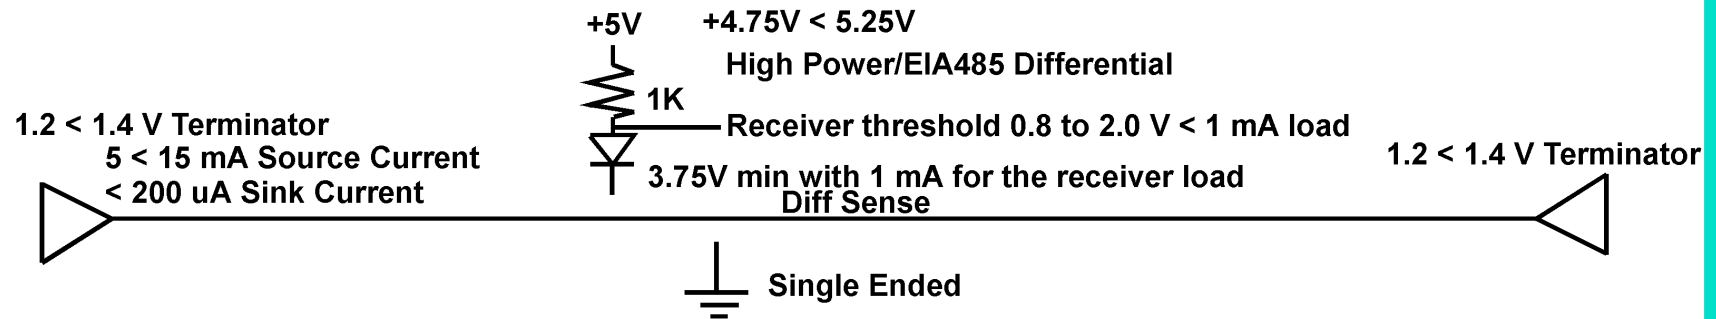 +5V
+4.75V < 5.25V
High Power/EIA485 Differential
1K
1.2 < 1.4 V Terminator
Receiver threshold 0.8 to 2.0 V < 1 mA load
5 < 15 mA Source Current
1.2 < 1.4 V Terminator
3.75V min with 1 mA for the receiver load
< 200 uA Sink Current
Diff Sense
Single Ended